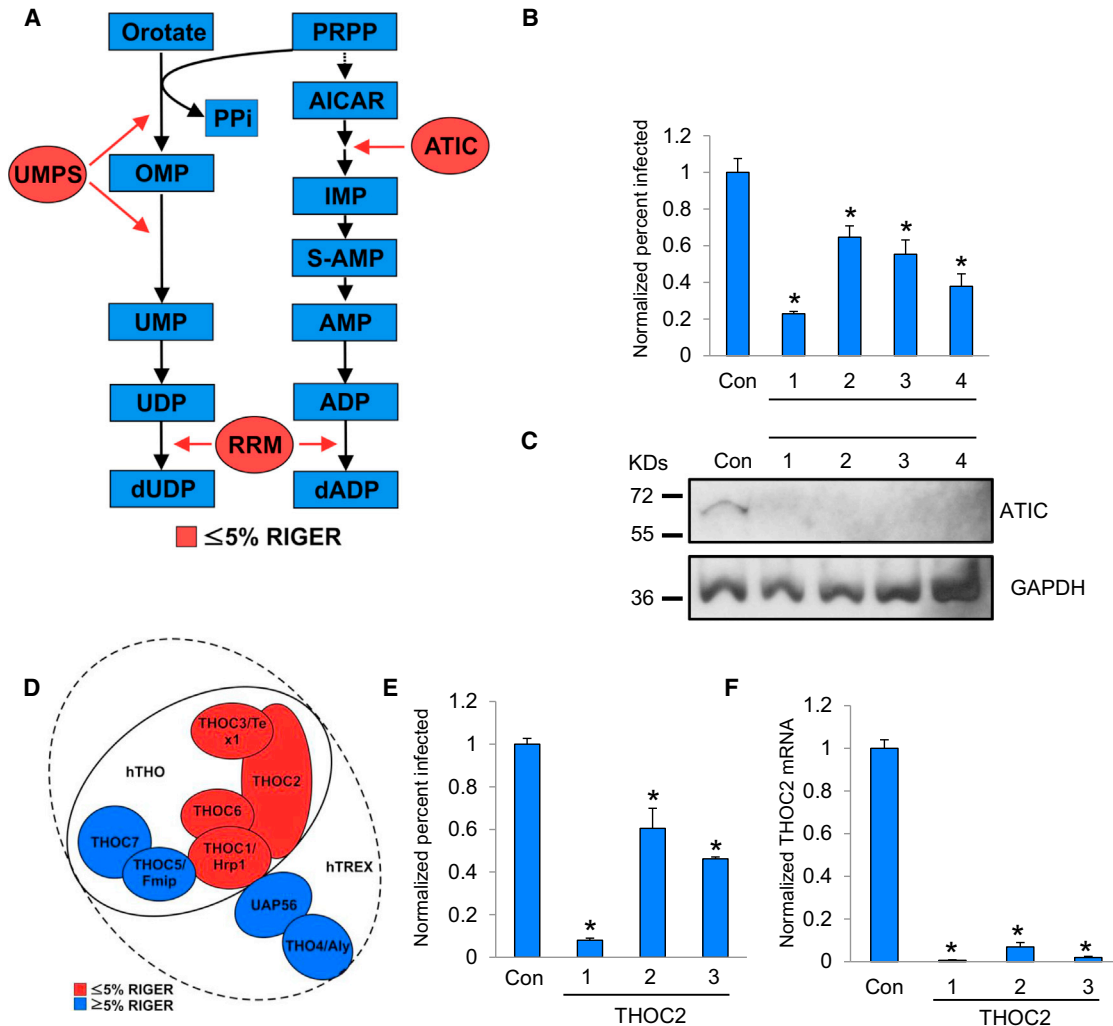 A
Orotate
PRPP
PPi
AICAR
UMPS
ATIC
OMP
IMP
S-AMP
UMP
AMP
UDP
ADP
RRM
dUDP
dADP
≤5% RIGER
B
Normalized percent infected
1.2
1
0.8
0.6
0.4
0.2
0
*
*
*
*
Con
1
2
3
4
C
KDs
Con
1
2
3
4
72
55
ATIC
36
GAPDH
D
THOC3/Te
x1
hTHO
THOC2
THOC6
THOC7
THOC1/
Hrp1
THOC5/
Fmip
hTREX
UAP56
THO4/Aly
≤5% RIGER
≥5% RIGER
E
Normalized percent infected
1.2
1
0.8
0.6
0.4
0.2
0
*
*
*
Con
1
2
3
THOC2
F
Normalized THOC2 mRNA
1.2
1
0.8
0.6
0.4
0.2
0
*
*
*
Con
1
2
3
THOC2